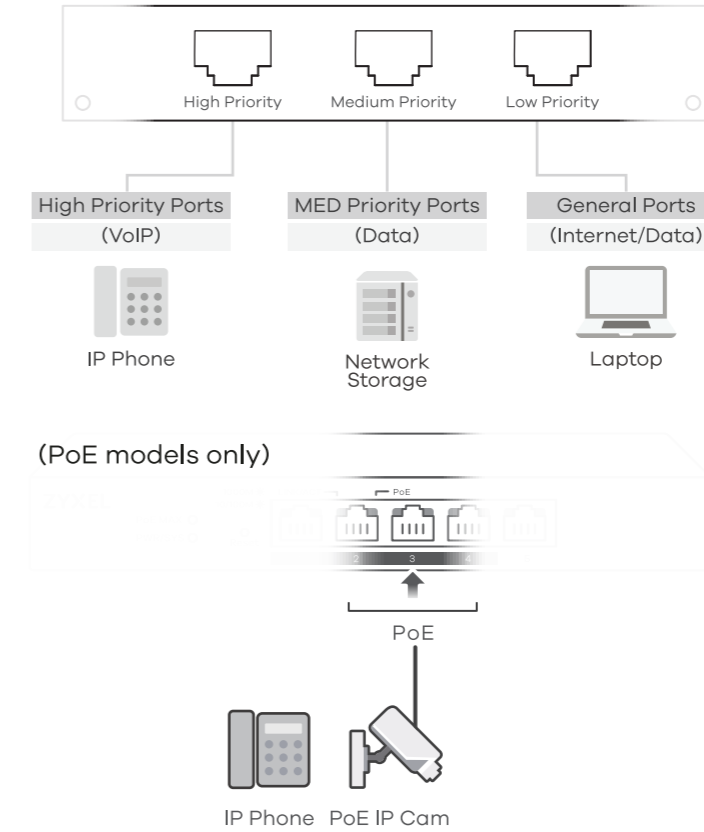 High Priority Medium Priority Low Priority
High Priority Ports MED Priority Ports General Ports
(VoIP) (Data) (Internet/Data)
IP Phone Network Storage Laptop
(PoE models only)
PoE
2 3 4
PoE
IP Phone PoE IP Cam